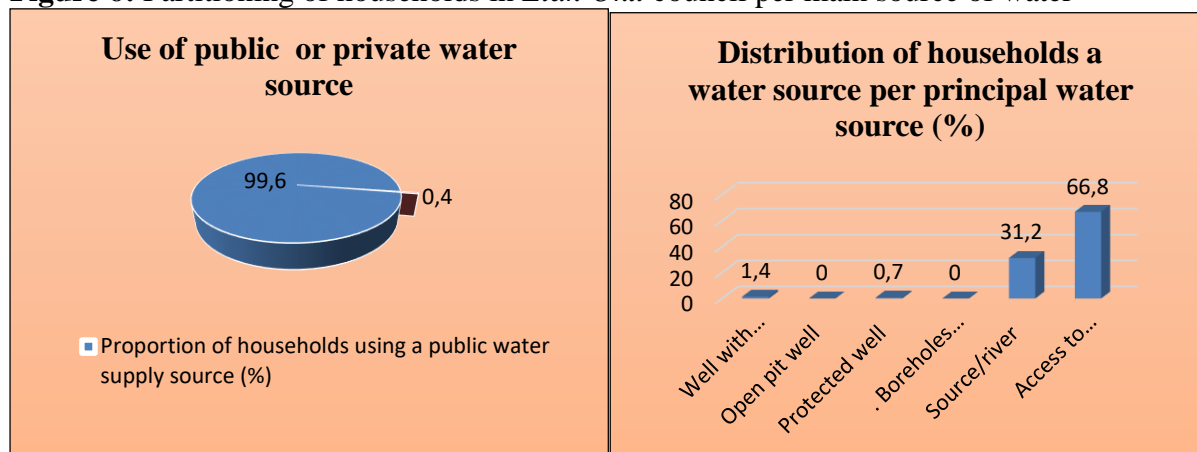 Use of public or private water
source
99,6
0,4
Proportion of households using a public water
supply source (%)
Distribution of households a
water source per principal water
source (%)
80
60
40
20
0
1,4
0
0,7
0
31,2
66,8
Well with...
Open pit well
Protected well
. Boreholes...
Source/river
Access to...